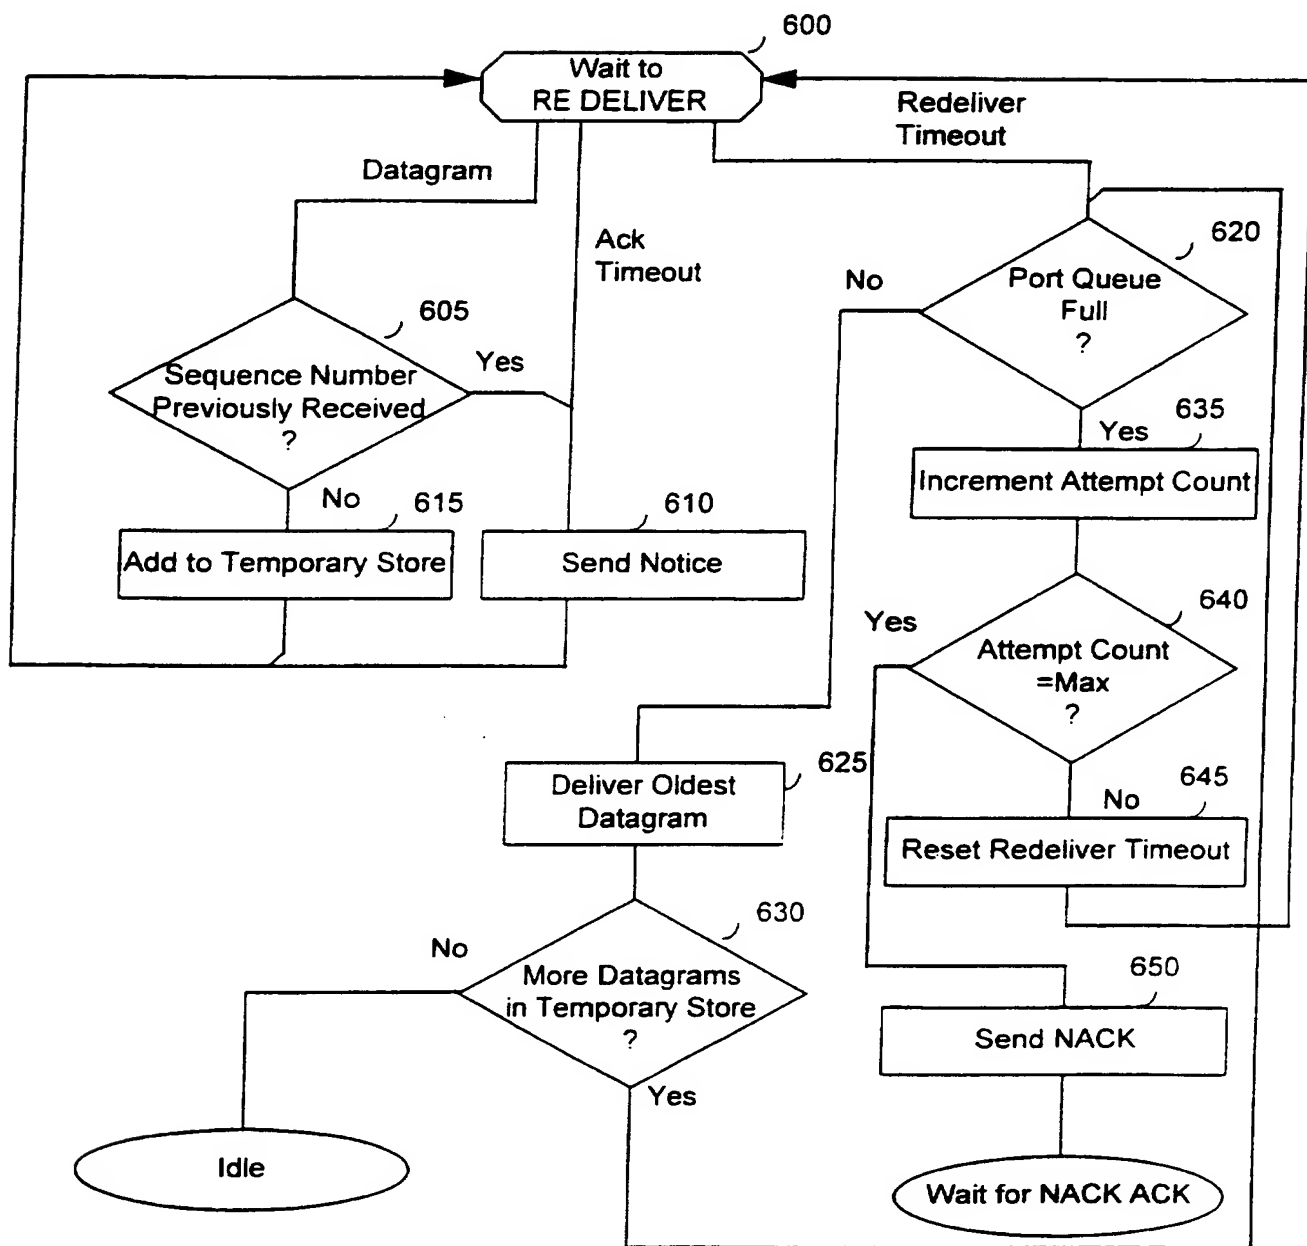 600
Wait to
RE DELIVER
Redeliver
Timeout
Datagram
Ack
Timeout
620
No
Port Queue
Full
?
605
Yes
Sequence Number
Previously Received
?
635
Yes
Increment Attempt Count
No
615
610
Add to Temporary Store
Send Notice
640
Yes
Attempt Count
=Max
?
625
Deliver Oldest
Datagram
645
No
Reset Redeliver Timeout
630
No
More Datagrams
in Temporary Store
?
650
Send NACK
Yes
Idle
Wait for NACK ACK